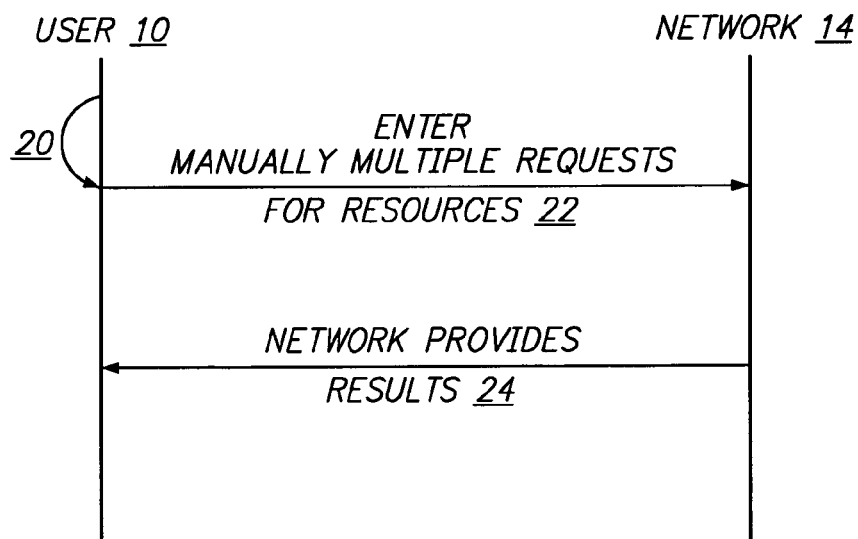 USER 10
NETWORK 14
20
ENTER
MANUALLY MULTIPLE REQUESTS
FOR RESOURCES 22
NETWORK PROVIDES
RESULTS 24